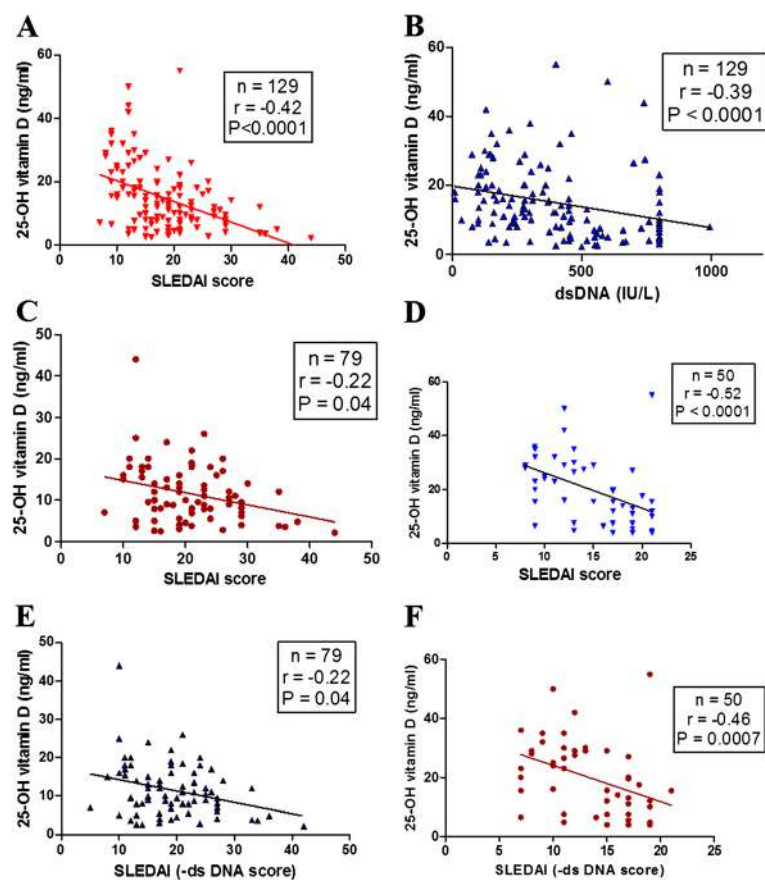 A
25-OH vitamin D (ng/ml)
60
40
20
0
0 10 20 30 40 50
SLEDAI score
n = 129
r = -0.42
P<0.0001
B
25-OH vitamin D (ng/ml)
60
40
20
0
0 500 1000
dsDNA (IU/L)
n = 129
r = -0.39
P < 0.0001
C
25-OH vitamin D (ng/ml)
50
40
30
20
10
0
0 10 20 30 40 50
SLEDAI score
n = 79
r = -0.22
P = 0.04
D
25-OH vitamin D (ng/ml)
60
40
20
0
0 5 10 15 20 25
SLEDAI score
n = 50
r = -0.52
P < 0.0001
E
25-OH vitamin D (ng/ml)
50
40
30
20
10
0
0 10 20 30 40 50
SLEDAI (-ds DNA score)
n = 79
r = -0.22
P = 0.04
F
25-OH vitamin D (ng/ml)
60
40
20
0
0 5 10 15 20 25
SLEDAI (-ds DNA score)
n = 50
r = -0.46
P = 0.0007